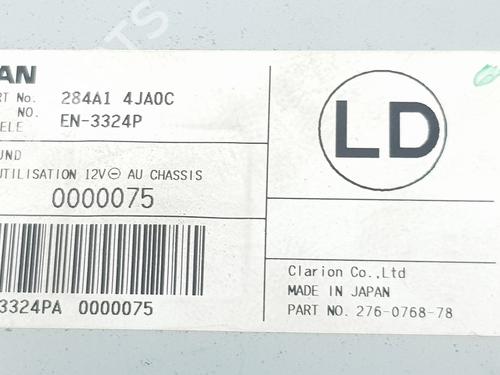 AN
RT No. 284A1 4JA0C
NO.
ELE EN-3324P
UND
UTILISATION 12V⊖ AU CHASSIS
0000075
3324PA 0000075
LD
Clarion Co.,Ltd
MADE IN JAPAN
PART NO. 276-0768-78